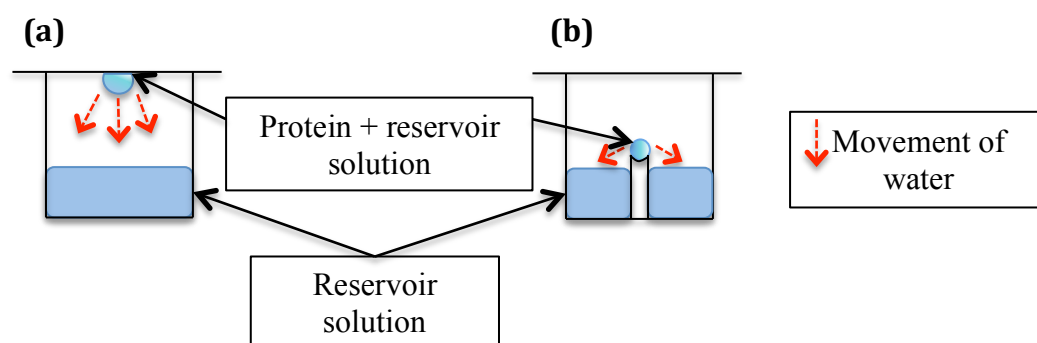 (a)
(b)
Protein + reservoir
solution
Movement of
water
Reservoir
solution